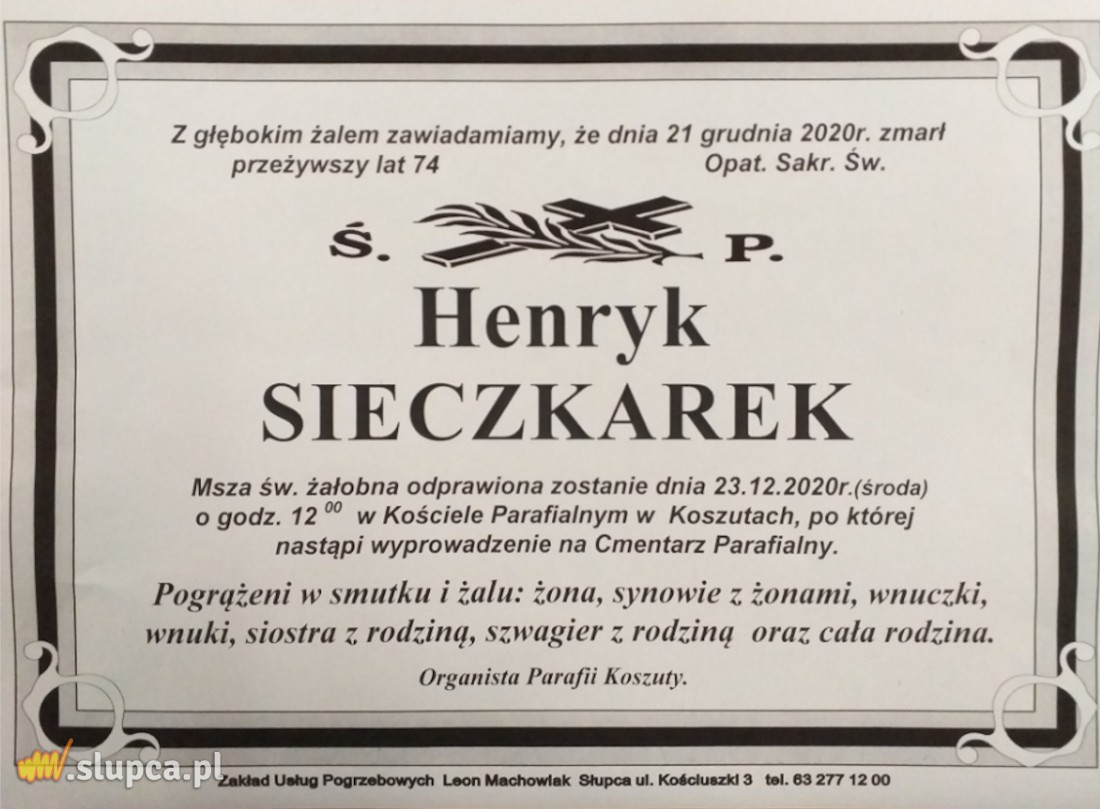 Z głębokim żalem zawiadamiamy, że dnia 21 grudnia 2020r. zmarł
przeżywszy lat 74 Opat. Sakr. Św.
Ś. P.
Henryk
SIECZKAREK
Msza św. żałobna odprawiona zostanie dnia 23.12.2020r.(środa)
o godz. 12 00 w Kościele Parafialnym w Koszutach, po której
nastąpi wyprowadzenie na Cmentarz Parafialny.
Pogrążeni w smutku i żalu: żona, synowie z żonami, wnuczki,
wnuki, siostra z rodziną, szwagier z rodziną oraz cała rodzina.
Organista Parafii Koszuty.
.slupca.pl
Zakład Usług Pogrzebowych Leon Machowiak Słupca ul. Kościuszki 3 tel. 63 277 12 00